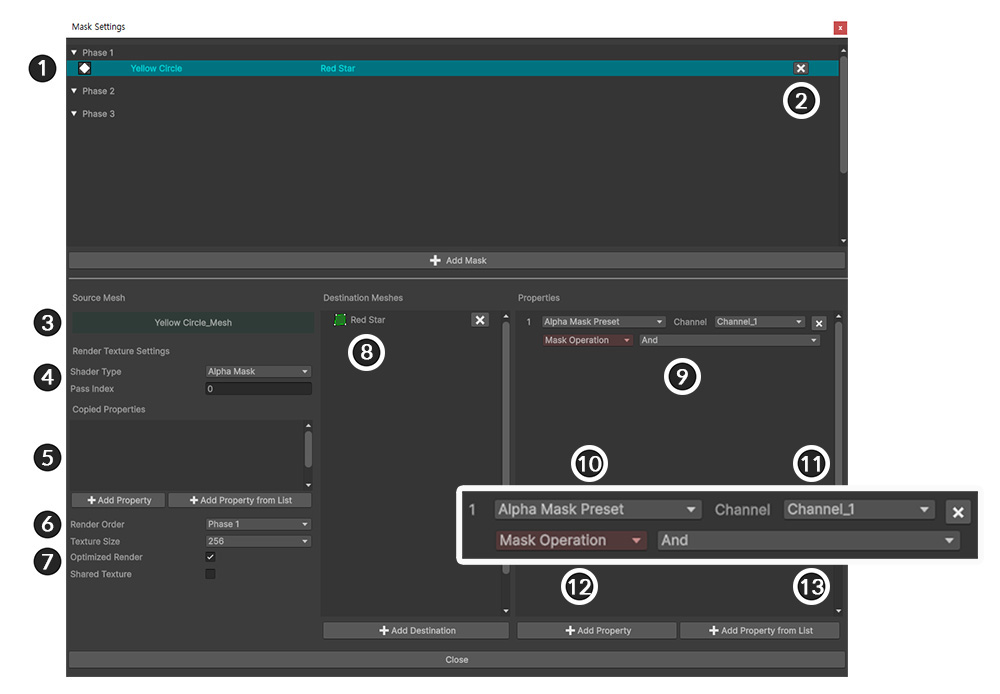 Mask Settings
x
Phase 1
1
Yellow Circle Red Star
2
Phase 2
Phase 3
Add Mask
Source Mesh Destination Meshes Properties
3
Yellow Circle_Mesh
Red Star
1 Alpha Mask Preset Channel Channel_1
Mask Operation And
Render Texture Settings
8
9
4
Shader Type Alpha Mask
Pass Index 0
Copied Properties
5
10 11
Add Property Add Property from List
1 Alpha Mask Preset Channel Channel_1
Mask Operation And
6
Render Order Phase 1
Texture Size 256
7
Optimized Render
Shared Texture
12 13
Add Destination Add Property Add Property from List
Close